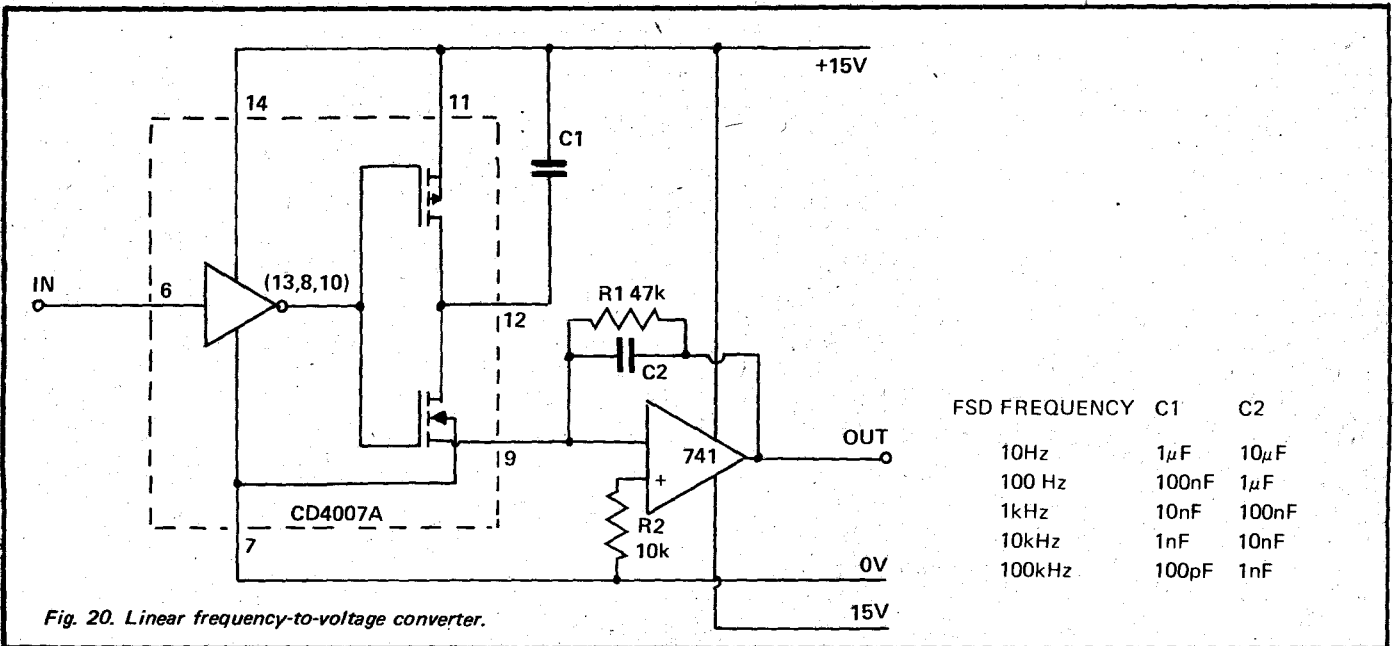 +15V
14
11
C1
IN
6
(13,8,10)
12
R1 47k
C2
9
741
+
OUT
R2
10k
CD4007A
7
0V
15V
FSD FREQUENCY C1 C2
10Hz 1µF 10µF
100 Hz 100nF 1µF
1kHz 10nF 100nF
10kHz 1nF 10nF
100kHz 100pF 1nF
Fig. 20. Linear frequency-to-voltage converter.